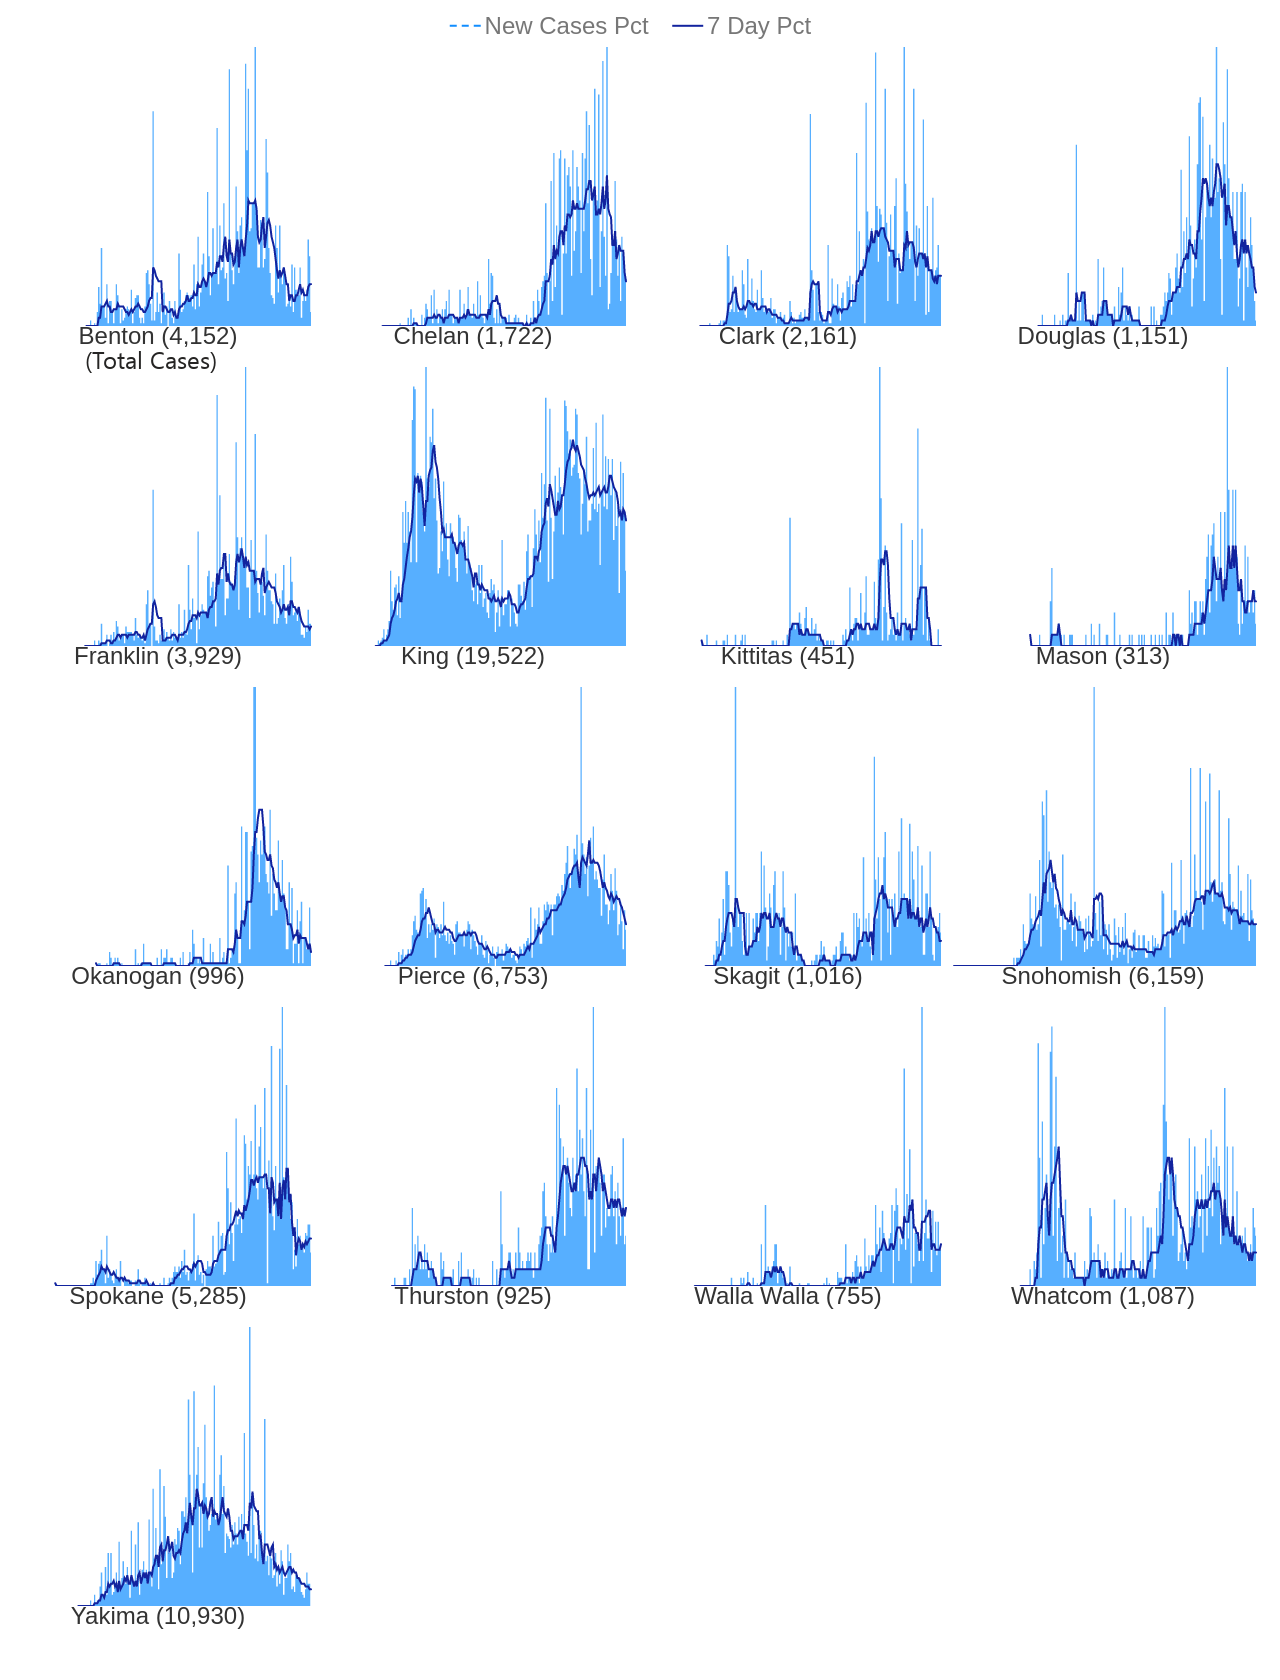 New Cases Pct 7 Day Pct
Benton (4,152) Chelan (1,722) Clark (2,161) Douglas (1,151)
(Total Cases)
Franklin (3,929) King (19,522) Kittitas (451) Mason (313)
Okanogan (996) Pierce (6,753) Skagit (1,016) Snohomish (6,159)
Spokane (5,285) Thurston (925) Walla Walla (755) Whatcom (1,087)
Yakima (10,930)